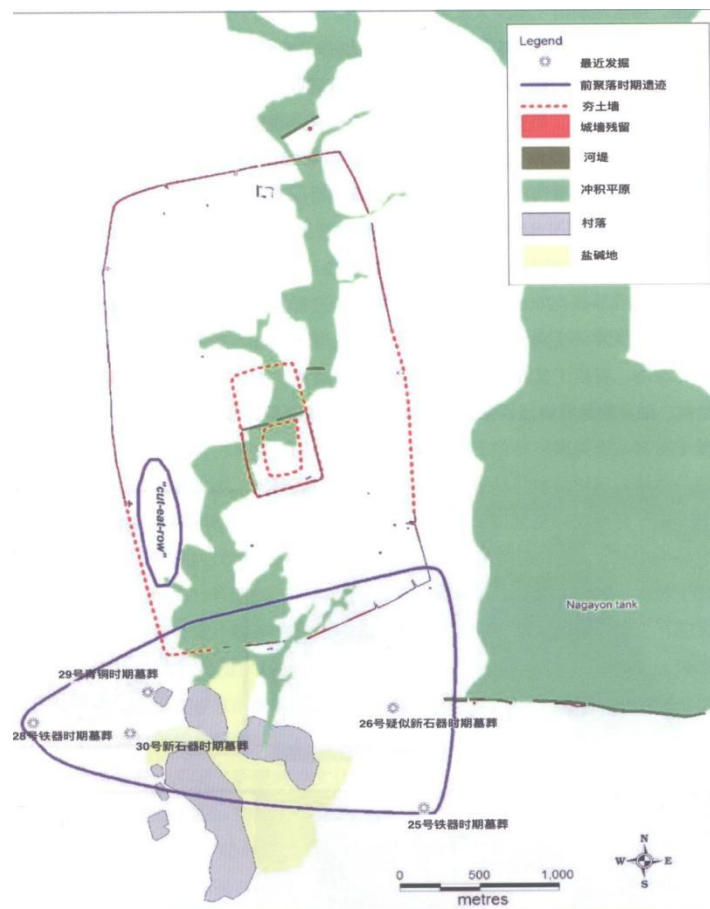 Legend
最近发掘
前聚落时期遗迹
夯土墙
城墙残留
河堤
冲积平原
村落
盐碱地
"cut-eat-row"
Nagayon tank
29号青铜时期墓葬
28号铁器时期墓葬
30号新石器时期墓葬
26号疑似新石器时期墓葬
25号铁器时期墓葬
N
W E
S
0 500 1,000
metres